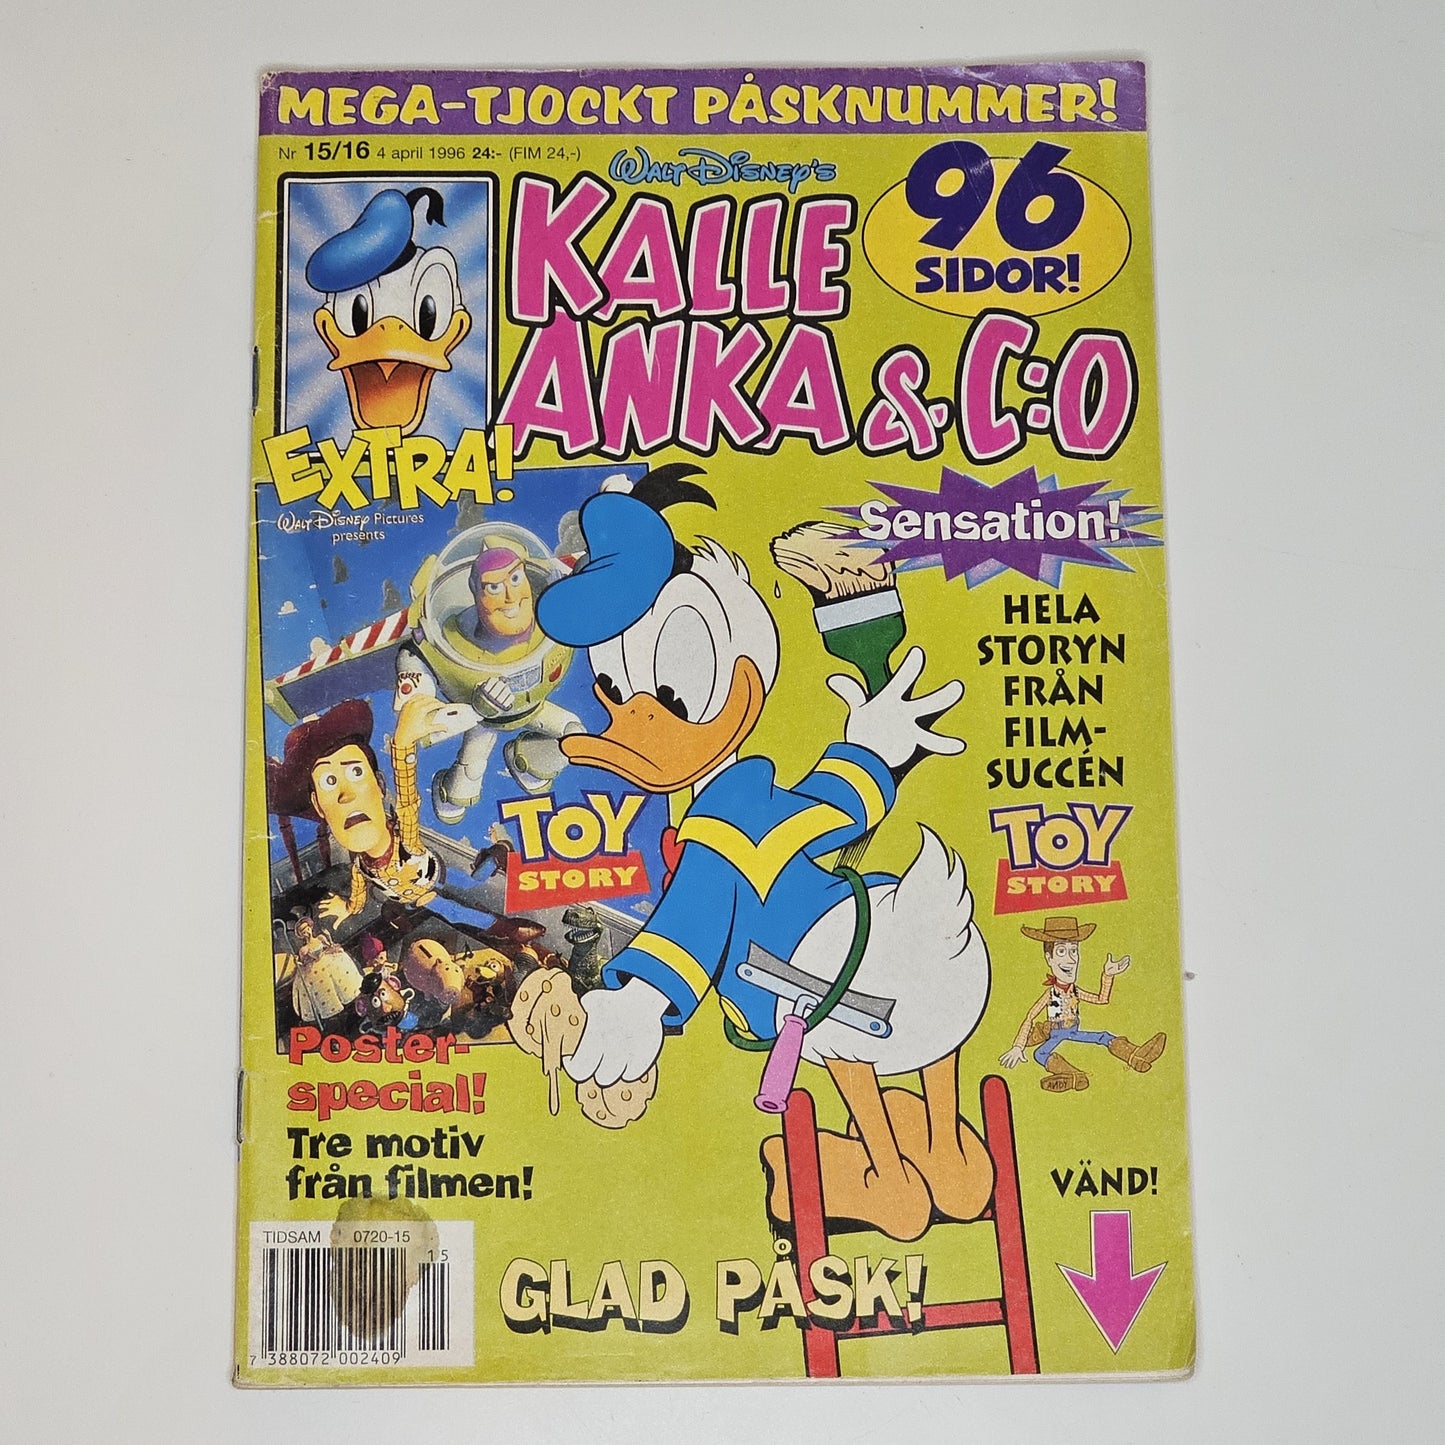 MEGA-TJOCKT PÅSKNUMMER!
Nr 15/16 4 april 1996 24:- (FIM 24,-)
WALT DISNEY'S
KALLE
ANKA & C:O
96
SIDOR!
EXTRA!
WALT DISNEY Pictures
presents
TOY
STORY
Poster-
special!
Tre motiv
från filmen!
Sensation!
HELA
STORYN
FRÅN
FILM-
SUCCÉN
TOY
STORY
ANDY
VÄND!
GLAD PÅSK!
TIDSAM 0720-15
15
7 388072 002409